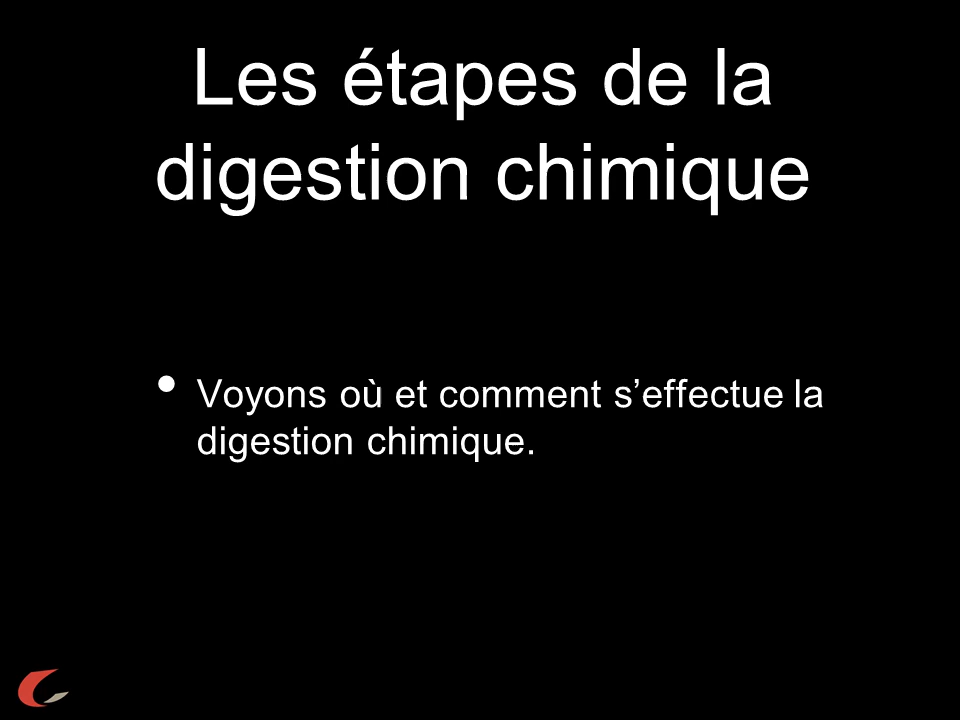 Les étapes de la
digestion chimique
• Voyons où et comment s’effectue la
digestion chimique.